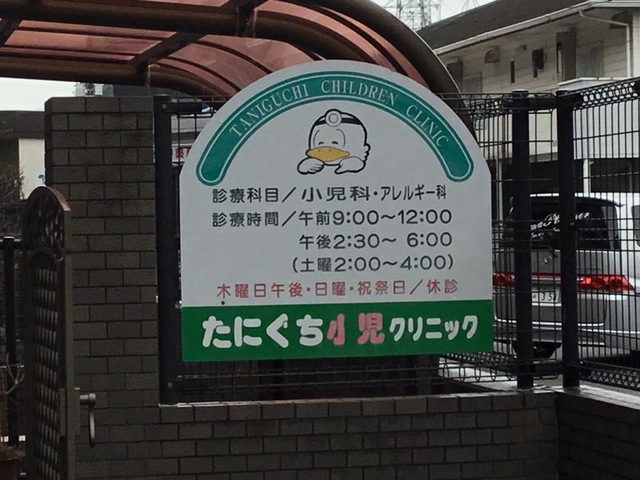 TANIGUCHI CHILDREN CLINIC
診療科目/小児科・アレルギー科
診療時間/午前9:00〜12:00
午後2:30〜 6:00
(土曜2:00〜4:00)
木曜日午後・日曜・祝祭日/休診
たにぐち小児クリニック